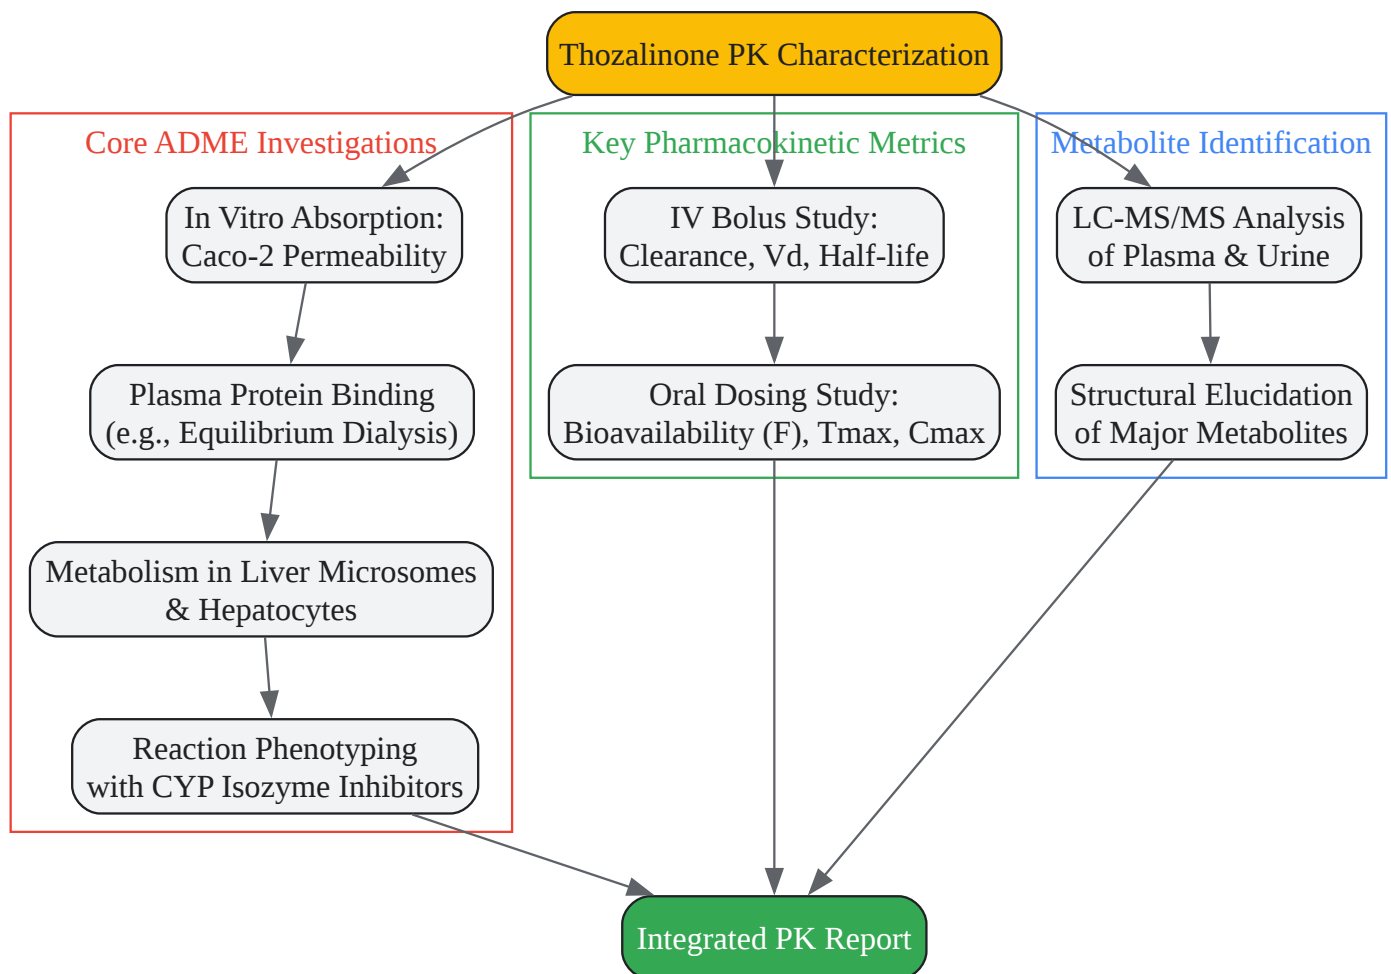 Thozalinone PK Characterization
Core ADME Investigations
In Vitro Absorption:
Caco-2 Permeability
Plasma Protein Binding
(e.g., Equilibrium Dialysis)
Metabolism in Liver Microsomes
& Hepatocytes
Reaction Phenotyping
with CYP Isozyme Inhibitors
Key Pharmacokinetic Metrics
IV Bolus Study:
Clearance, Vd, Half-life
Oral Dosing Study:
Bioavailability (F), Tmax, Cmax
Metabolite Identification
LC-MS/MS Analysis
of Plasma & Urine
Structural Elucidation
of Major Metabolites
Integrated PK Report